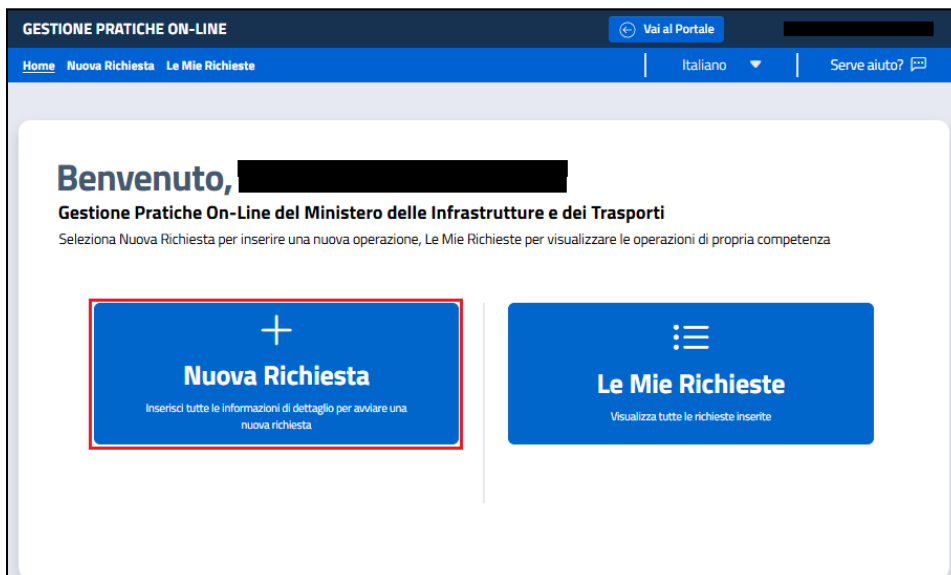 GESTIONE PRATICHE ON-LINE
Vai al Portale
Home Nuova Richiesta Le Mie Richieste
Italiano
Serve aiuto?
Benvenuto,
Gestione Pratiche On-Line del Ministero delle Infrastrutture e dei Trasporti
Seleziona Nuova Richiesta per inserire una nuova operazione, Le Mie Richieste per visualizzare le operazioni di propria competenza
Nuova Richiesta
Inserisci tutte le informazioni di dettaglio per avviare una
nuova richiesta
Le Mie Richieste
Visualizza tutte le richieste inserite